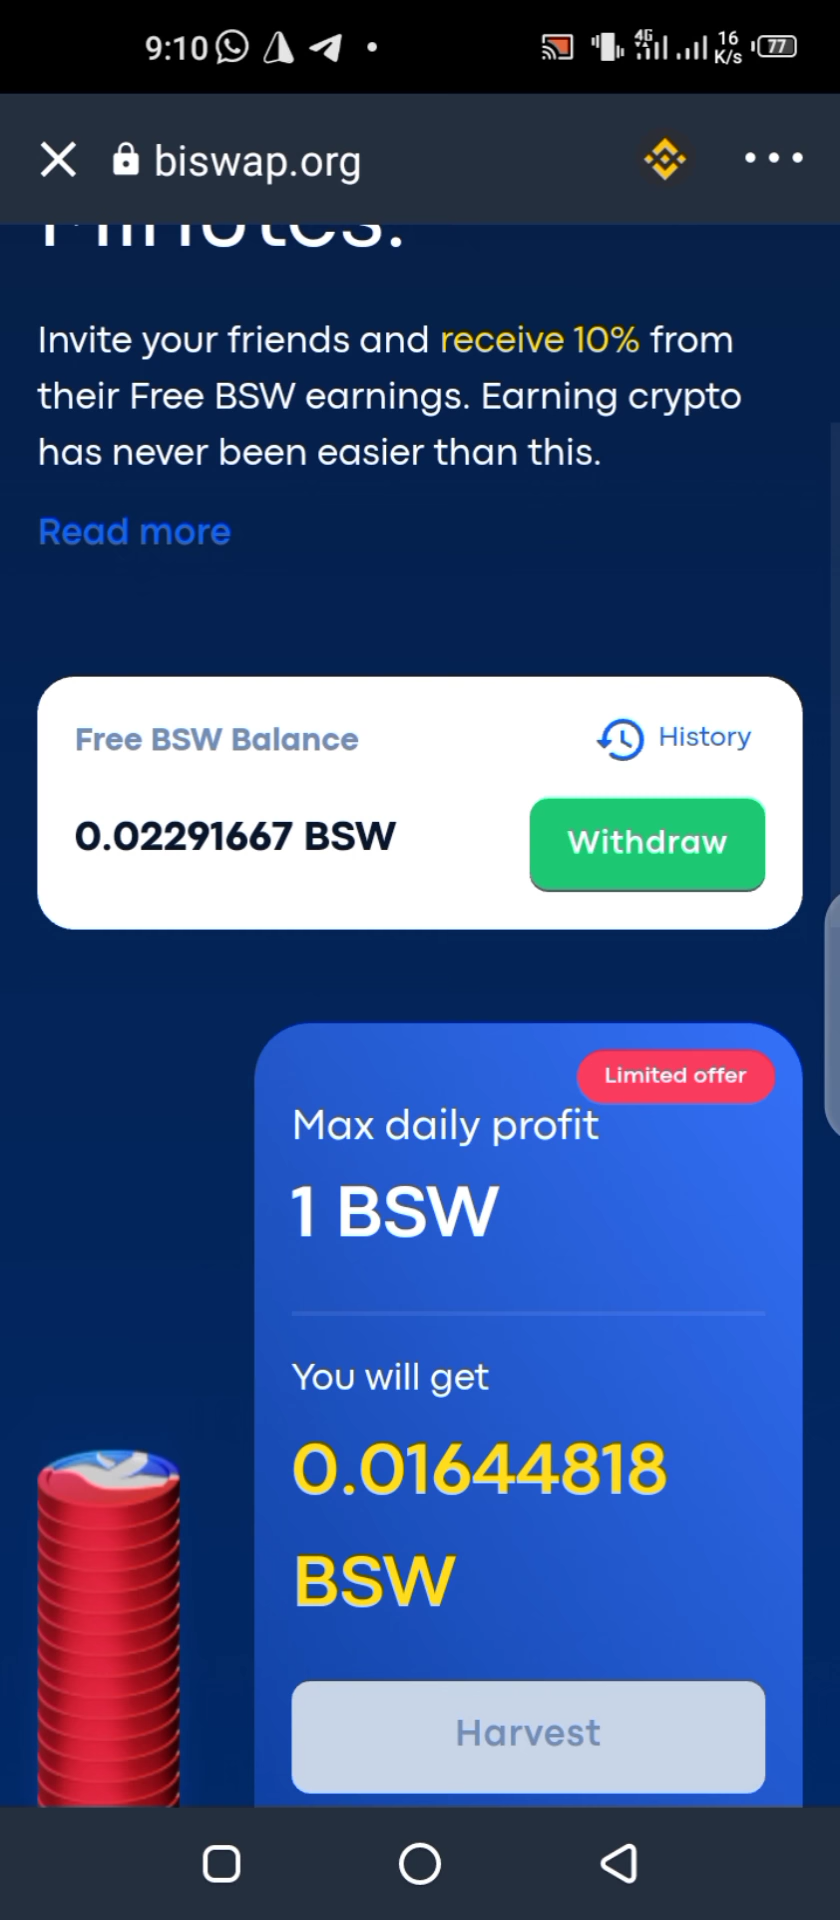 9:10
4G
16
K/s
77
biswap.org
Minutes.
Invite your friends and receive 10% from
their Free BSW earnings. Earning crypto
has never been easier than this.
Read more
Free BSW Balance
History
0.02291667 BSW
Withdraw
Limited offer
Max daily profit
1 BSW
You will get
0.01644818
BSW
Harvest